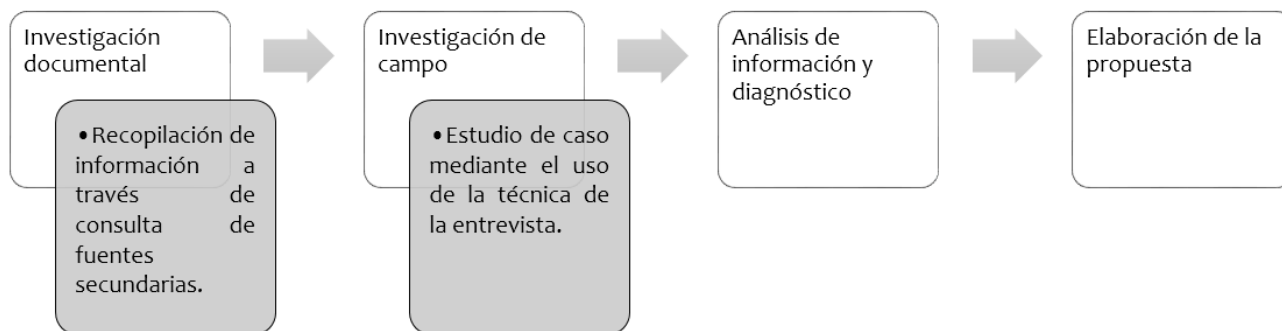 Investigación
documental
•Recopilación de
información a
través de
consulta de
fuentes
secundarias.
Investigación de
campo
•Estudio de caso
mediante el uso
de la técnica de
la entrevista.
Análisis de
información y
diagnóstico
Elaboración de la
propuesta